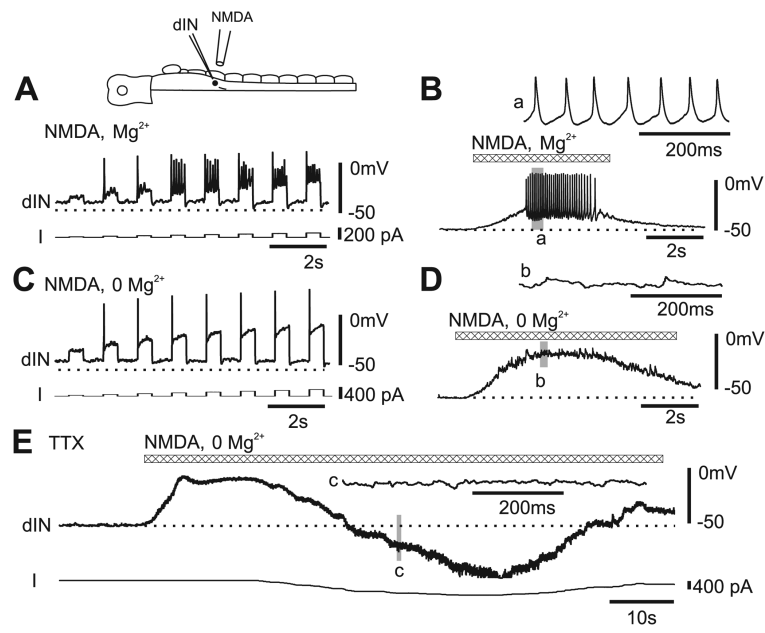 dIN
NMDA
A
NMDA, Mg2+
dIN
0mV
-50
I
200 pA
2s
B
a
200ms
NMDA, Mg2+
0mV
-50
a
2s
C
NMDA, 0 Mg2+
dIN
0mV
-50
I
400 pA
2s
D
b
200ms
NMDA, 0 Mg2+
0mV
-50
b
2s
E
TTX
NMDA, 0 Mg2+
c
200ms
0mV
-50
dIN
c
I
400 pA
10s